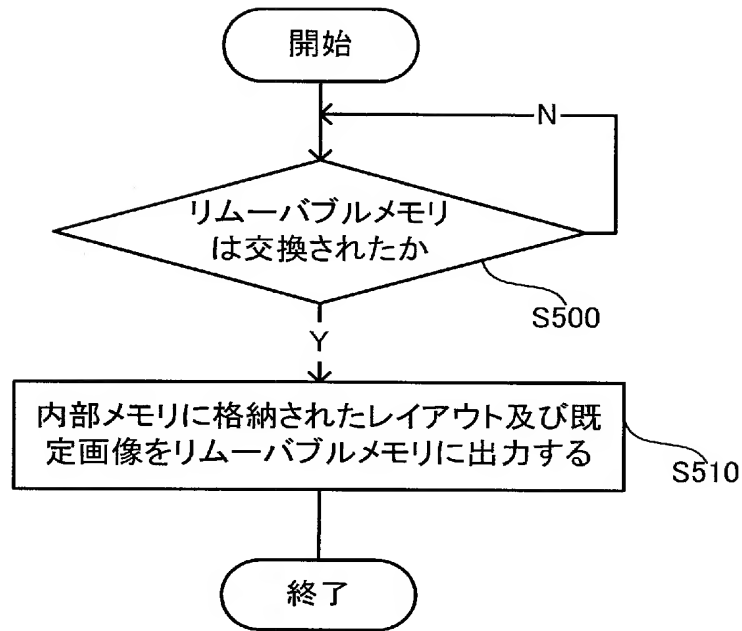 開始
N
リムーバブルメモリ
は交換されたか
S500
Y
内部メモリに格納されたレイアウト及び既
定画像をリムーバブルメモリに出力する
S510
終了